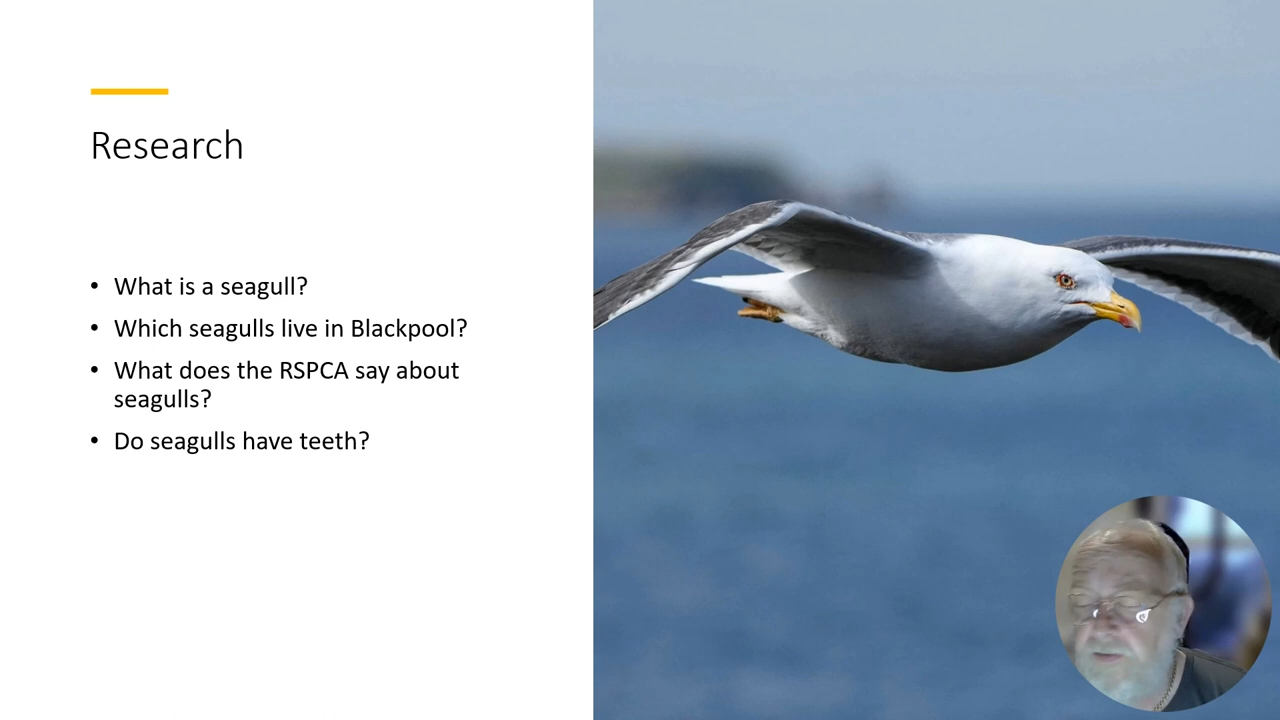 Research
• What is a seagull?
• Which seagulls live in Blackpool?
• What does the RSPCA say about
seagulls?
• Do seagulls have teeth?